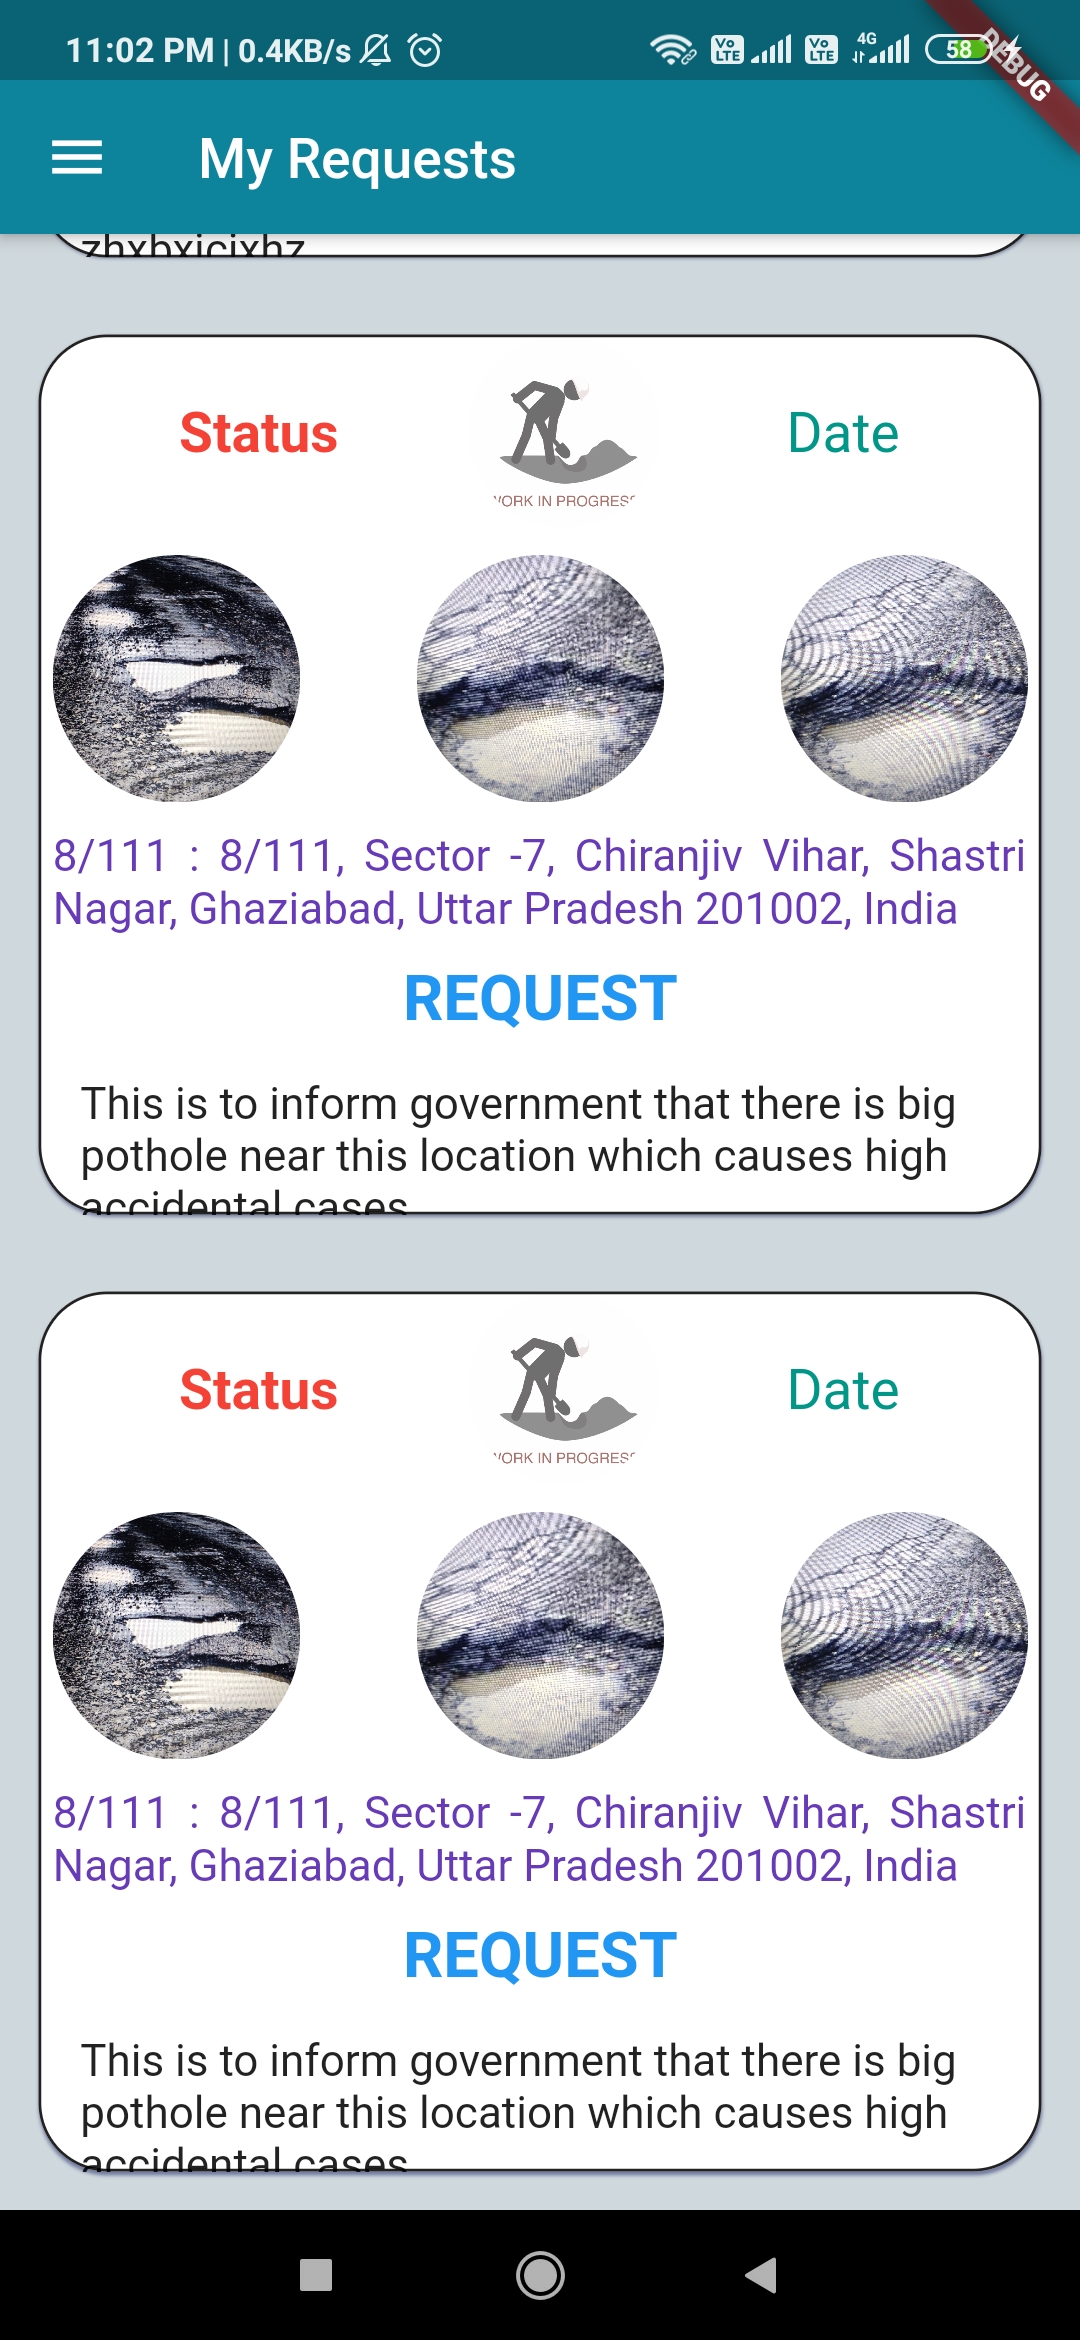 11:02 PM | 0.4KB/s
Vo LTE
Vo LTE
4G
58
DEBUG
My Requests
zhxbxicixhz
Status
Date
WORK IN PROGRESS
8/111 : 8/111, Sector -7, Chiranjiv Vihar, Shastri
Nagar, Ghaziabad, Uttar Pradesh 201002, India
REQUEST
This is to inform government that there is big
pothole near this location which causes high
accidental cases
Status
Date
WORK IN PROGRESS
8/111 : 8/111, Sector -7, Chiranjiv Vihar, Shastri
Nagar, Ghaziabad, Uttar Pradesh 201002, India
REQUEST
This is to inform government that there is big
pothole near this location which causes high
accidental cases